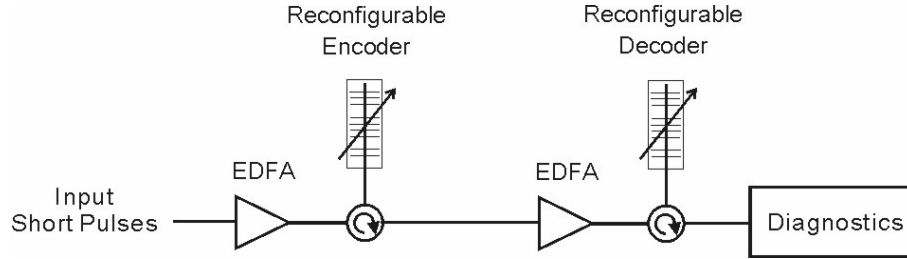 Reconfigurable
Encoder
Reconfigurable
Decoder
EDFA
EDFA
Input
Short Pulses
Diagnostics